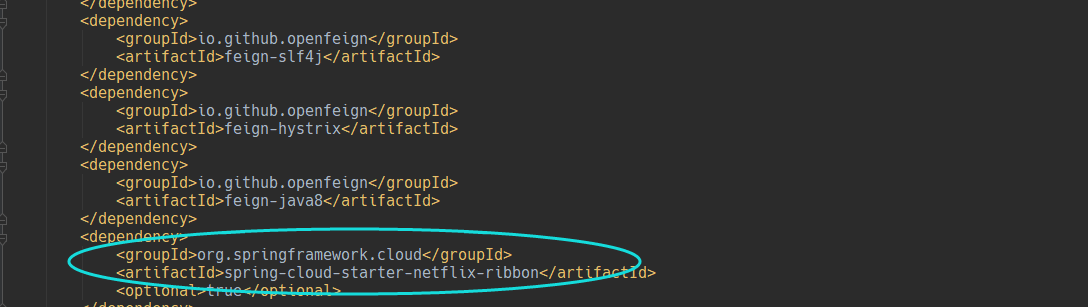 </dependency>
<dependency>
<groupId>io.github.openfeign</groupId>
<artifactId>feign-slf4j</artifactId>
</dependency>
<dependency>
<groupId>io.github.openfeign</groupId>
<artifactId>feign-hystrix</artifactId>
</dependency>
<dependency>
<groupId>io.github.openfeign</groupId>
<artifactId>feign-java8</artifactId>
</dependency>
<dependency>
<groupId>org.springframework.cloud</groupId>
<artifactId>spring-cloud-starter-netflix-ribbon</artifactId>
<optional>true</optional>
</dependency>